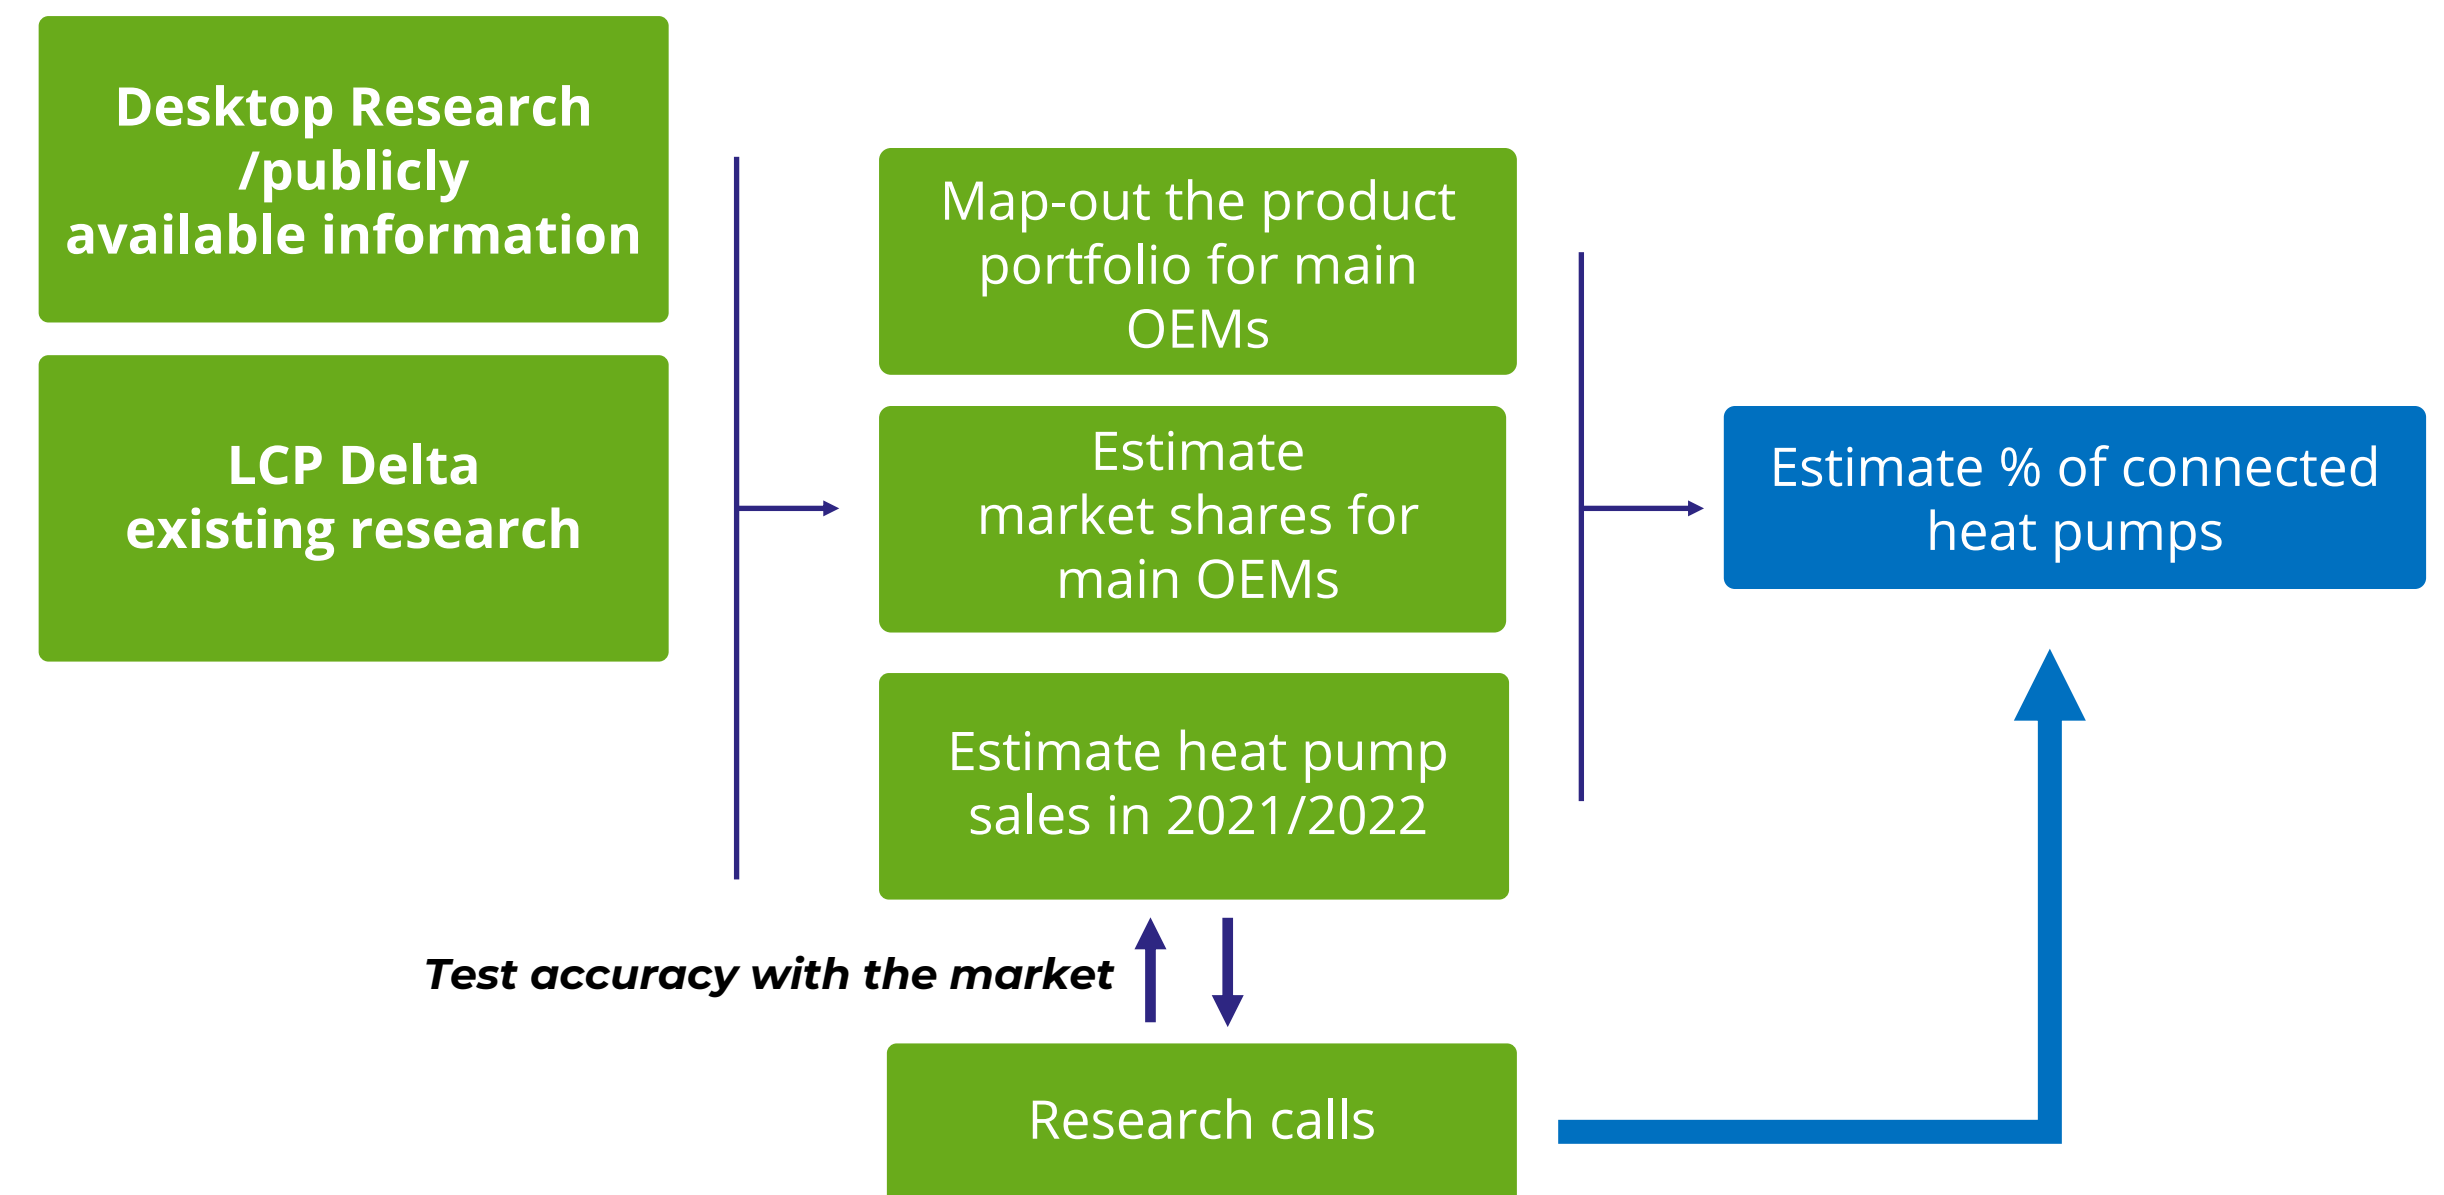 Desktop Research
/publicly
available information
LCP Delta
existing research
Map-out the product
portfolio for main
OEMs
Estimate
market shares for
main OEMs
Estimate heat pump
sales in 2021/2022
Estimate % of connected
heat pumps
Test accuracy with the market
Research calls